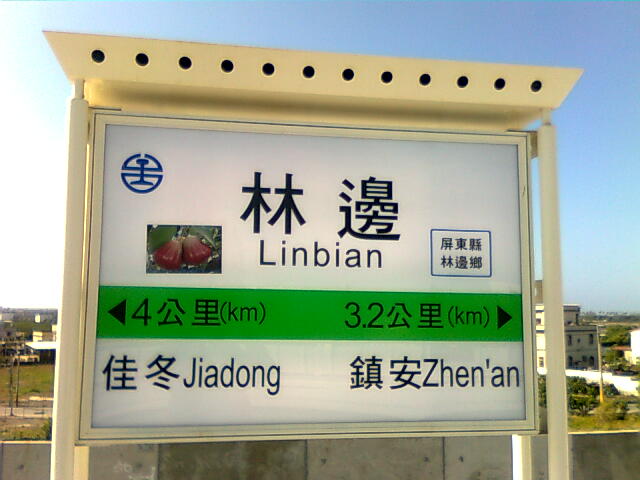 林邊
Linbian
屏東縣
林邊鄉
4公里(km)
3.2公里(km)
佳冬Jiadong
鎮安Zhen'an